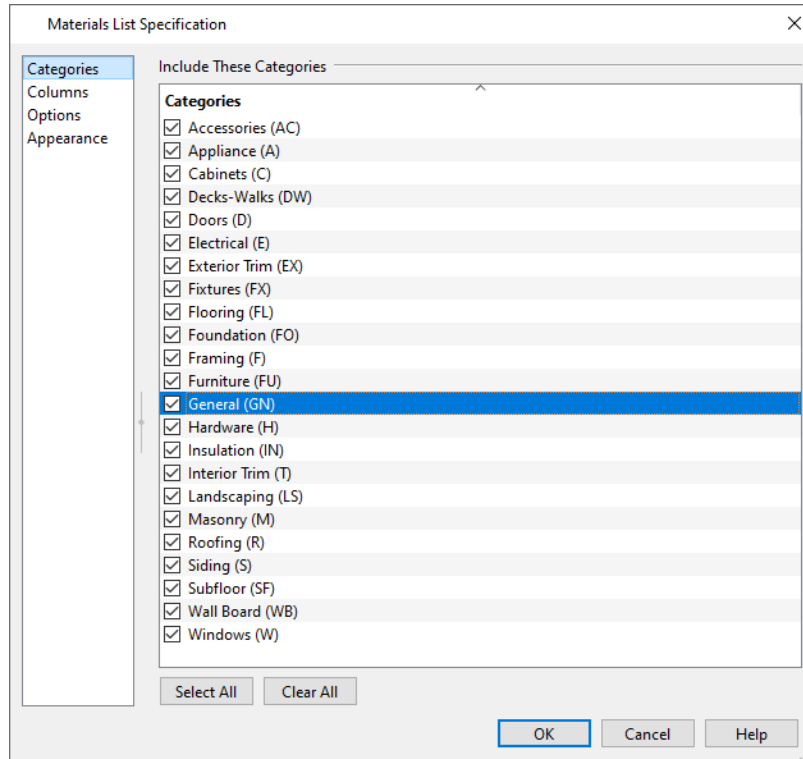 Materials List Specification
Categories
Columns
Options
Appearance
Include These Categories
Categories
Accessories (AC)
Appliance (A)
Cabinets (C)
Decks-Walks (DW)
Doors (D)
Electrical (E)
Exterior Trim (EX)
Fixtures (FX)
Flooring (FL)
Foundation (FO)
Framing (F)
Furniture (FU)
General (GN)
Hardware (H)
Insulation (IN)
Interior Trim (T)
Landscaping (LS)
Masonry (M)
Roofing (R)
Siding (S)
Subfloor (SF)
Wall Board (WB)
Windows (W)
Select All Clear All
OK Cancel Help